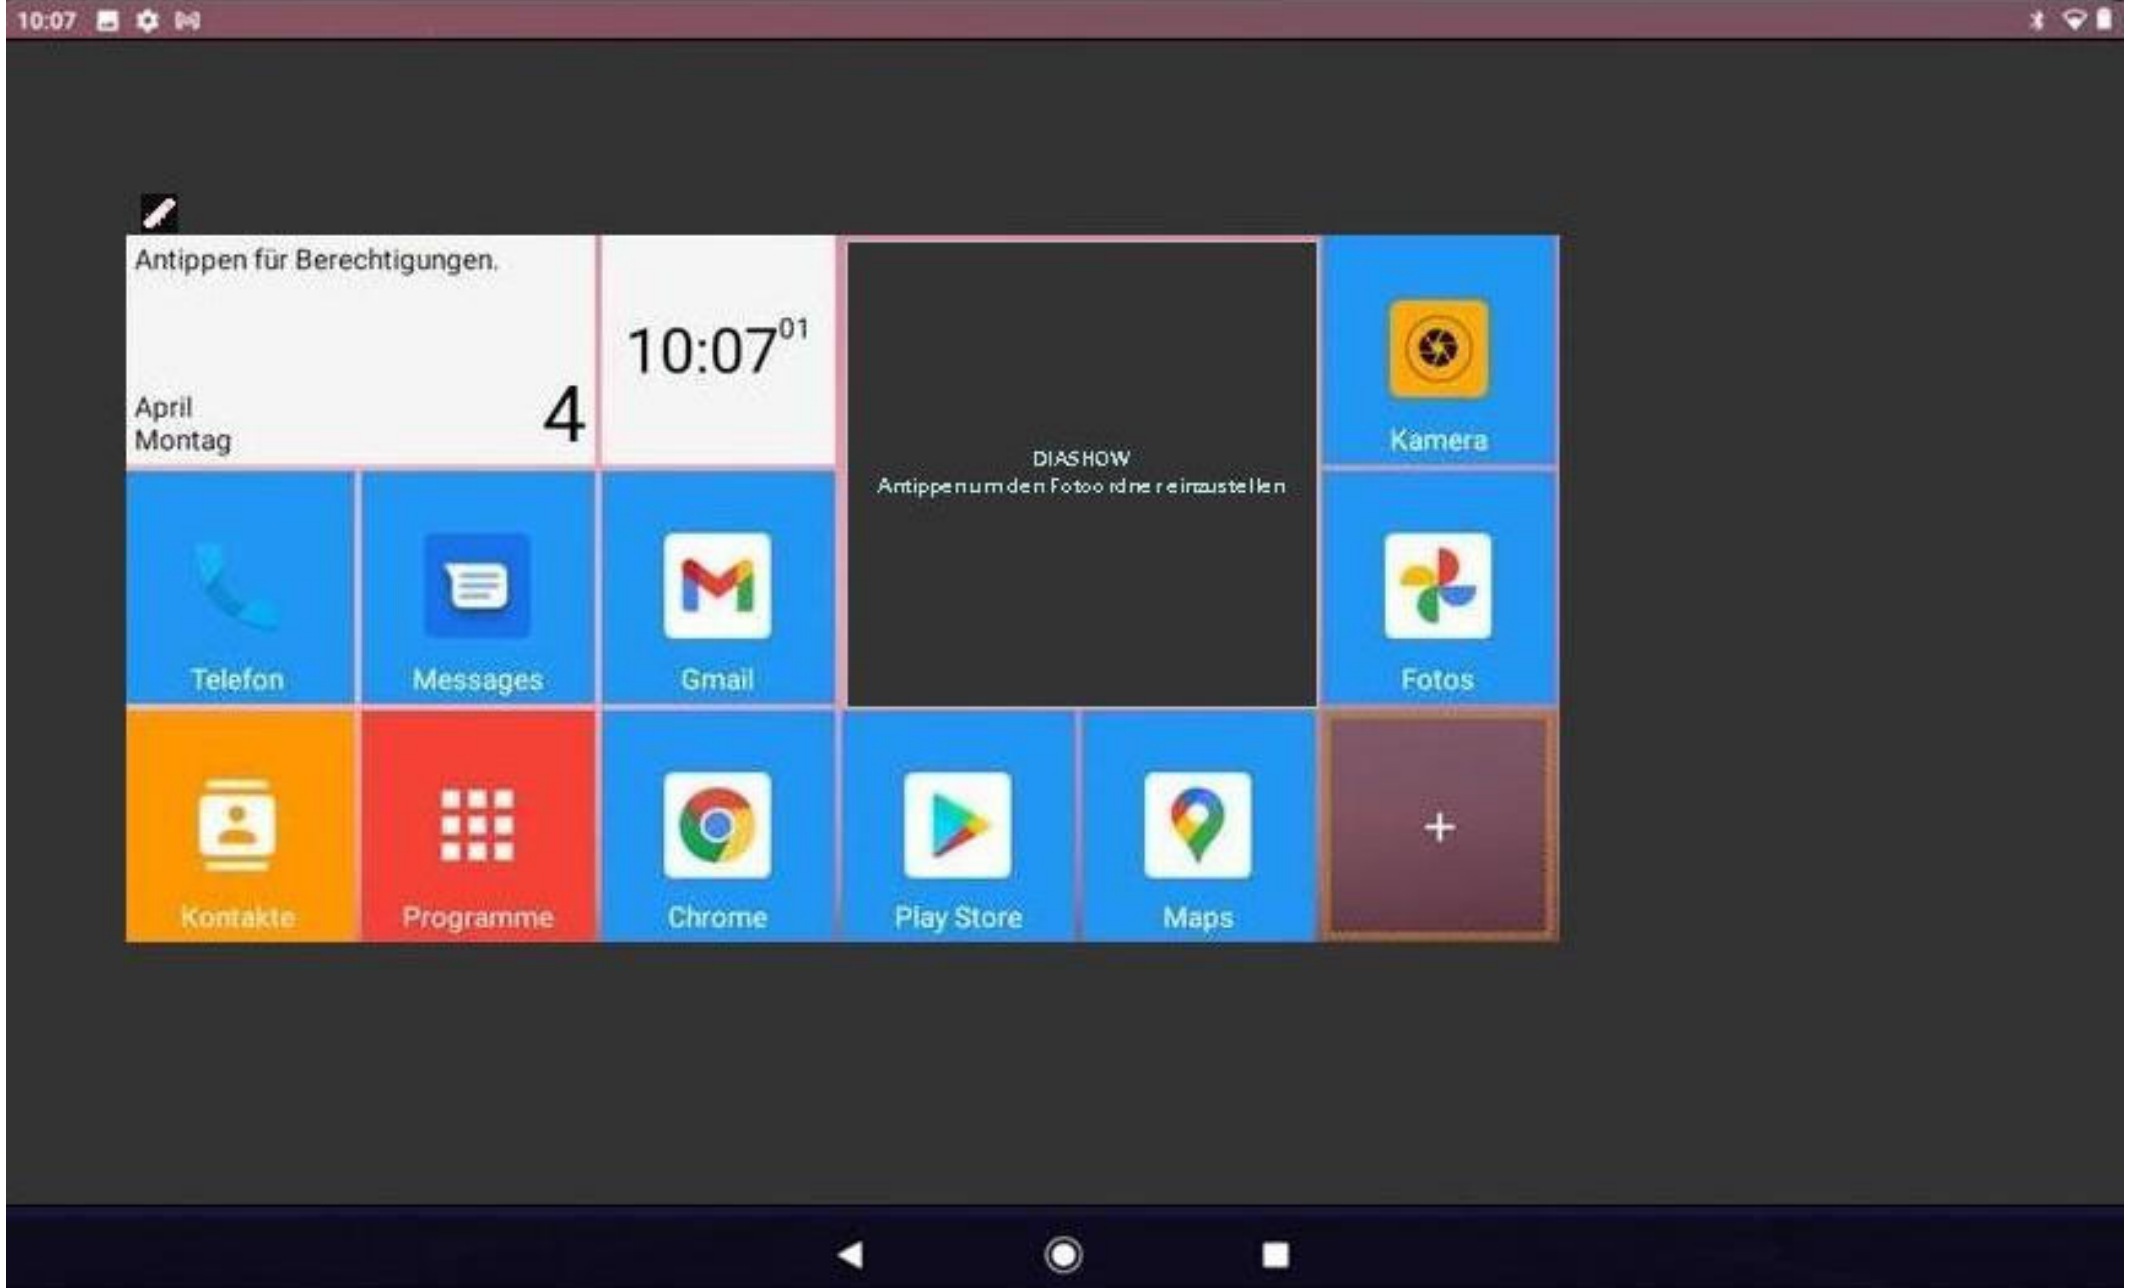 10:07
Antippen für Berechtigungen.
April
Montag
4
10:07 01
DIASHOW
Antippen um den Fotoordner einzustellen
Kamera
Telefon
Messages
Gmail
Fotos
Kontakte
Programme
Chrome
Play Store
Maps
+